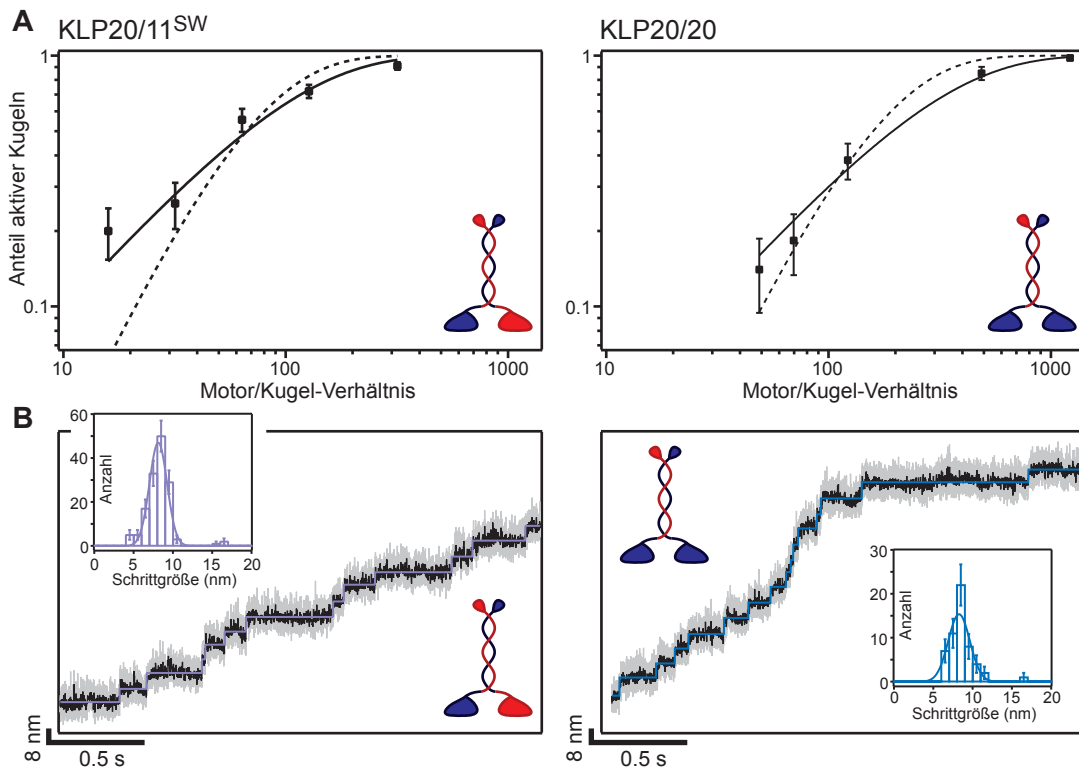 A
KLP20/11SW
KLP20/20
Anteil aktiver Kugeln
1
0.1
10
100
1000
Motor/Kugel-Verhältnis
1
0.1
10
100
1000
Motor/Kugel-Verhältnis
B
60
40
20
0
Anzahl
0
5
10
15
20
Schrittgröße (nm)
8 nm
0.5 s
30
20
10
0
Anzahl
0
5
10
15
20
Schrittgröße (nm)
8 nm
0.5 s